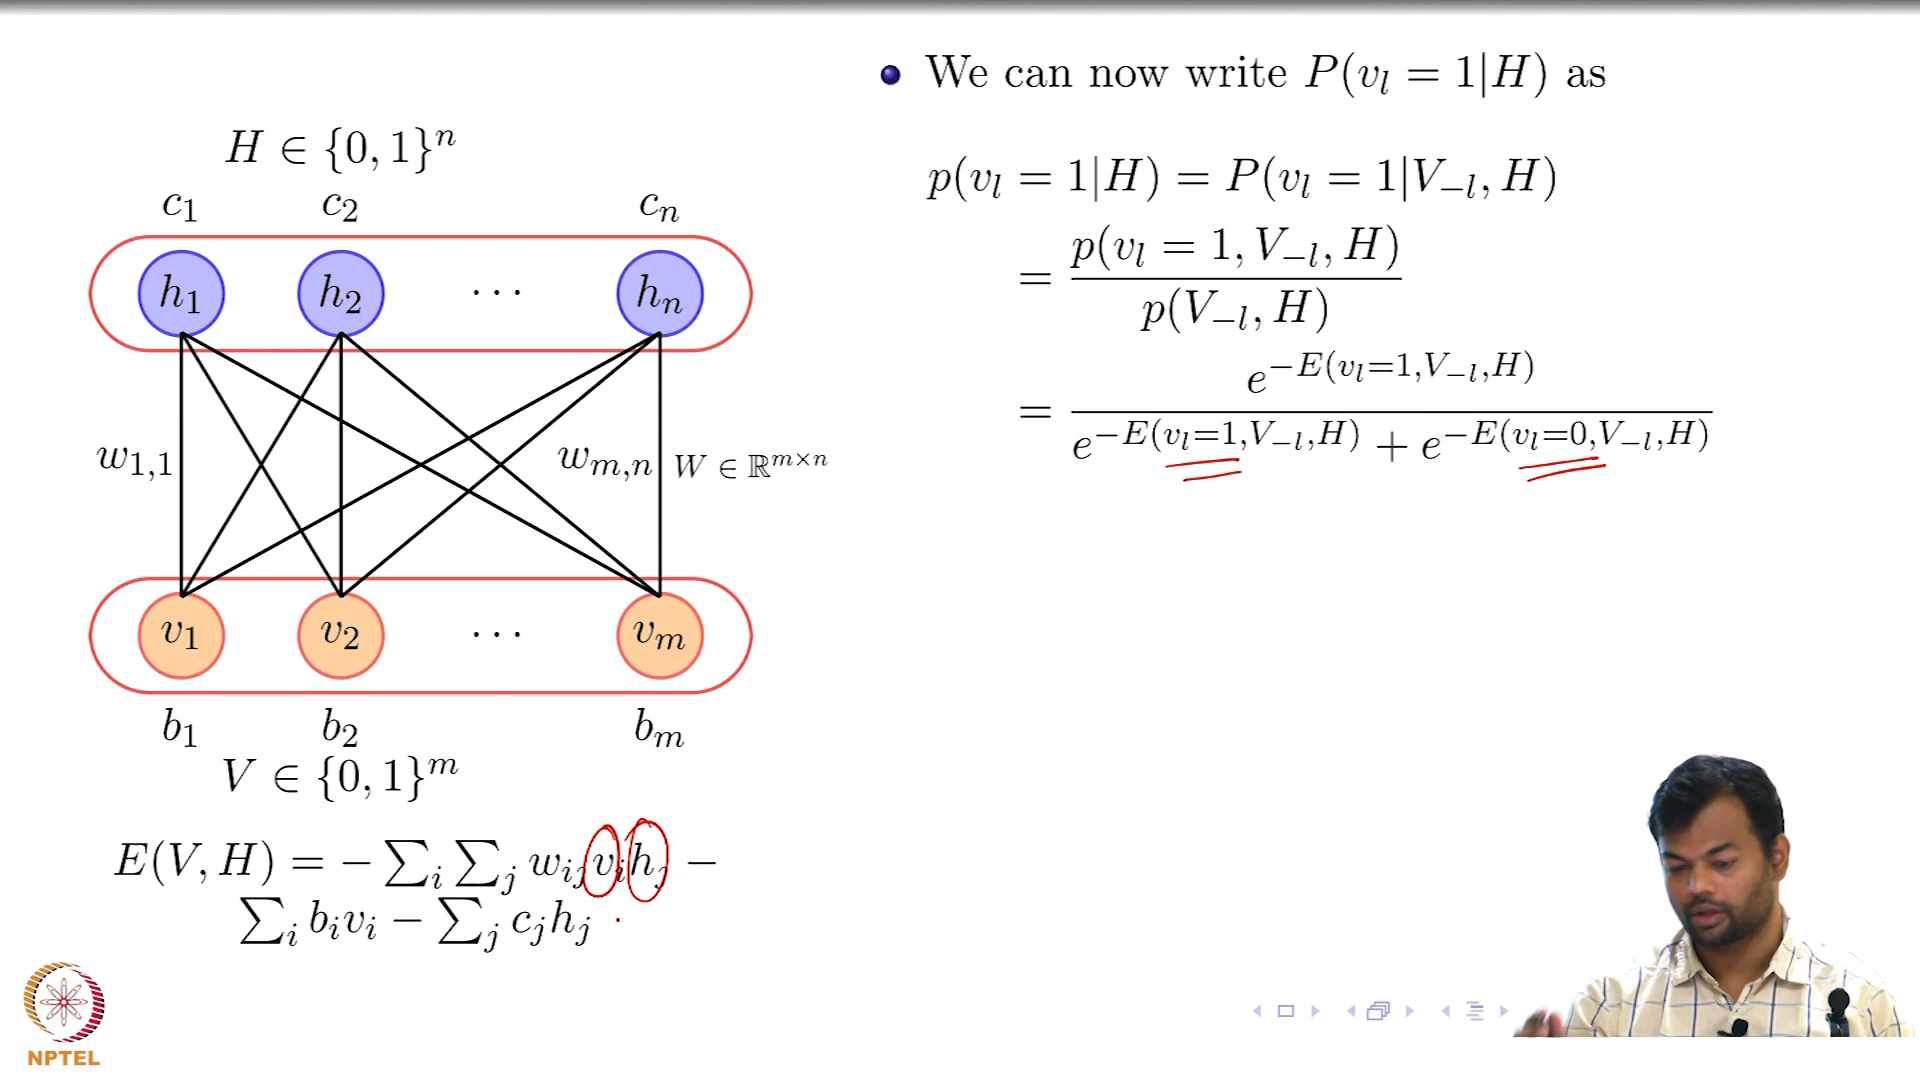 H ∈ {0, 1}^n
c_1 c_2 c_n
h_1 h_2 ⋯ h_n
w_{1,1} w_{m,n} W ∈ ℝ^{m×n}
v_1 v_2 ⋯ v_m
b_1 b_2 b_m
V ∈ {0, 1}^m
E(V, H) = − ∑_i ∑_j w_{ij} v_i h_j −
∑_i b_i v_i − ∑_j c_j h_j
NPTEL
• We can now write P(v_l = 1|H) as
p(v_l = 1|H) = P(v_l = 1|V_{−l}, H)
= p(v_l = 1, V_{−l}, H)
p(V_{−l}, H)
e^{−E(v_l=1,V_{−l},H)}
= e^{−E(v_l=1,V_{−l},H)} + e^{−E(v_l=0,V_{−l},H)}